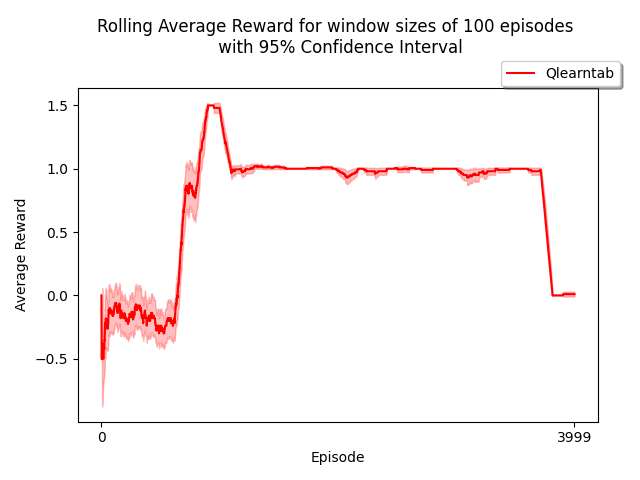 Rolling Average Reward for window sizes of 100 episodes
with 95% Confidence Interval
Qlearntab
1.5
1.0
0.5
0.0
−0.5
Average Reward
0
3999
Episode